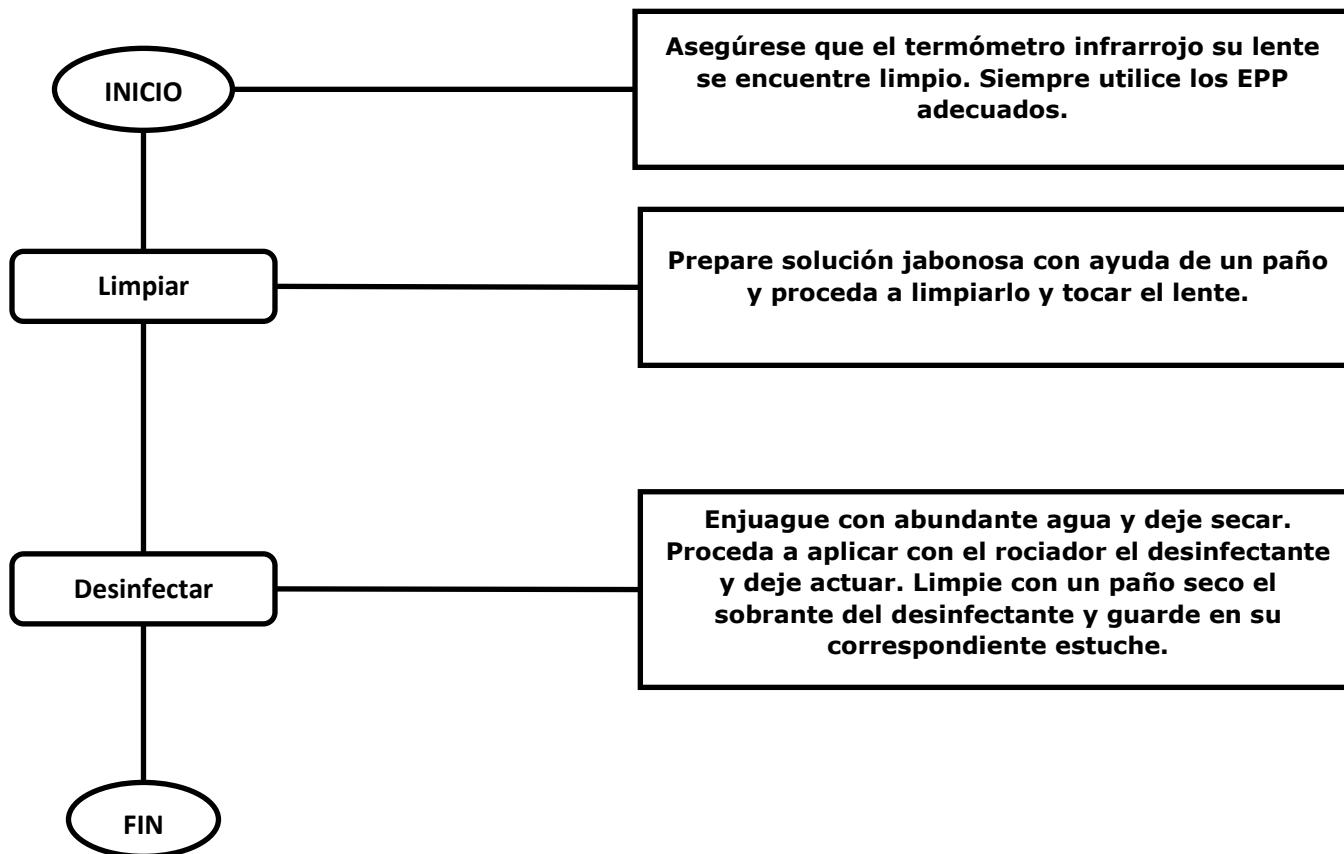 INICIO
Asegúrese que el termómetro infrarrojo su lente
se encuentre limpio. Siempre utilice los EPP
adecuados.
Limpiar
Prepare solución jabonosa con ayuda de un paño
y proceda a limpiarlo y tocar el lente.
Desinfectar
Enjuague con abundante agua y deje secar.
Proceda a aplicar con el rociador el desinfectante
y deje actuar. Limpie con un paño seco el
sobrante del desinfectante y guarde en su
correspondiente estuche.
FIN